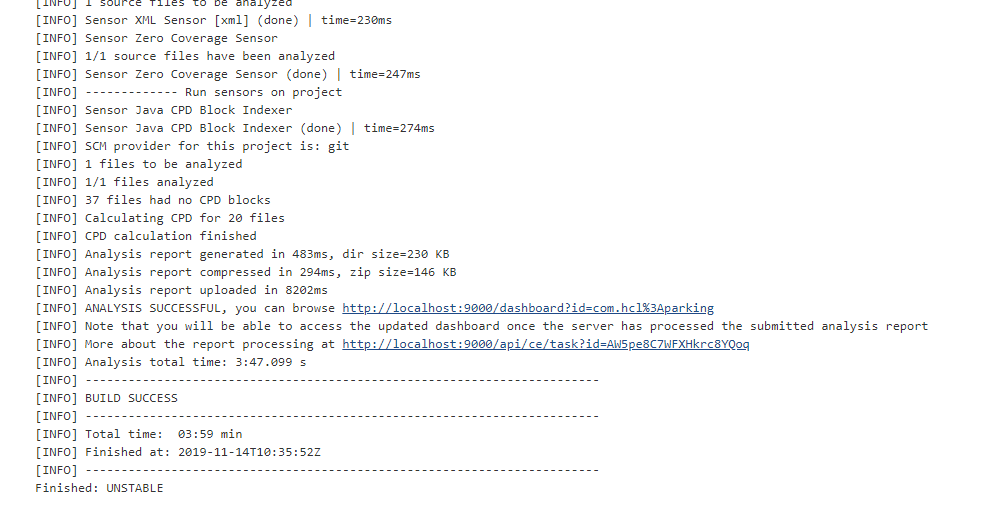 [INFO] 1 source files to be analyzed
[INFO] Sensor XML Sensor [xml] (done) | time=230ms
[INFO] Sensor Zero Coverage Sensor
[INFO] 1/1 source files have been analyzed
[INFO] Sensor Zero Coverage Sensor (done) | time=247ms
[INFO] ------------- Run sensors on project
[INFO] Sensor Java CPD Block Indexer
[INFO] Sensor Java CPD Block Indexer (done) | time=274ms
[INFO] SCM provider for this project is: git
[INFO] 1 files to be analyzed
[INFO] 1/1 files analyzed
[INFO] 37 files had no CPD blocks
[INFO] Calculating CPD for 20 files
[INFO] CPD calculation finished
[INFO] Analysis report generated in 483ms, dir size=230 KB
[INFO] Analysis report compressed in 294ms, zip size=146 KB
[INFO] Analysis report uploaded in 8202ms
[INFO] ANALYSIS SUCCESSFUL, you can browse http://localhost:9000/dashboard?id=com.hcl%3Aparking
[INFO] Note that you will be able to access the updated dashboard once the server has processed the submitted analysis report
[INFO] More about the report processing at http://localhost:9000/api/ce/task?id=AW5pe8C7WFXHkrc8YQoq
[INFO] Analysis total time: 3:47.099 s
[INFO] ------------------------------------------------------------------------
[INFO] BUILD SUCCESS
[INFO] ------------------------------------------------------------------------
[INFO] Total time:  03:59 min
[INFO] Finished at: 2019-11-14T10:35:52Z
[INFO] ------------------------------------------------------------------------
Finished: UNSTABLE